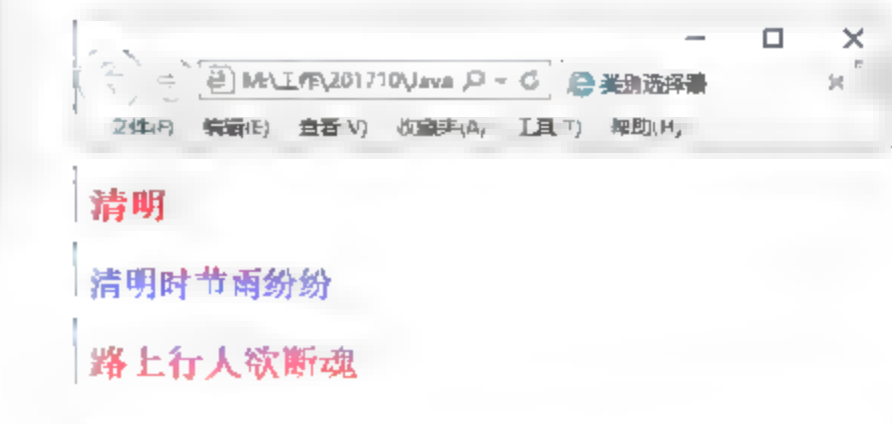 M:\工作\201710\Java 类别选择器
文件(F) 编辑(E) 查看(V) 收藏夹(A) 工具(T) 帮助(H)
清明
清明时节雨纷纷
路上行人欲断魂